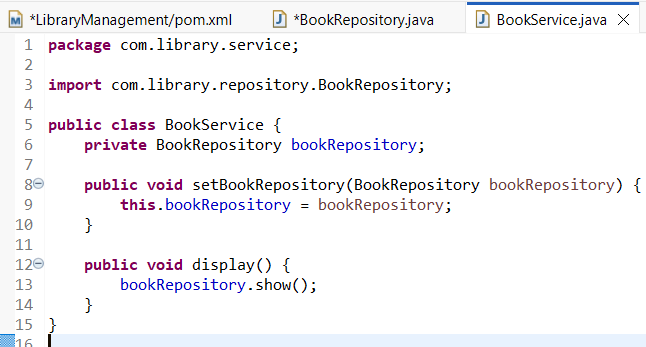 *LibraryManagement/pom.xml *BookRepository.java BookService.java
1 package com.library.service;
2
3 import com.library.repository.BookRepository;
4
5 public class BookService {
6     private BookRepository bookRepository;
7
8     public void setBookRepository(BookRepository bookRepository) {
9         this.bookRepository = bookRepository;
10     }
11
12     public void display() {
13         bookRepository.show();
14     }
15 }
16